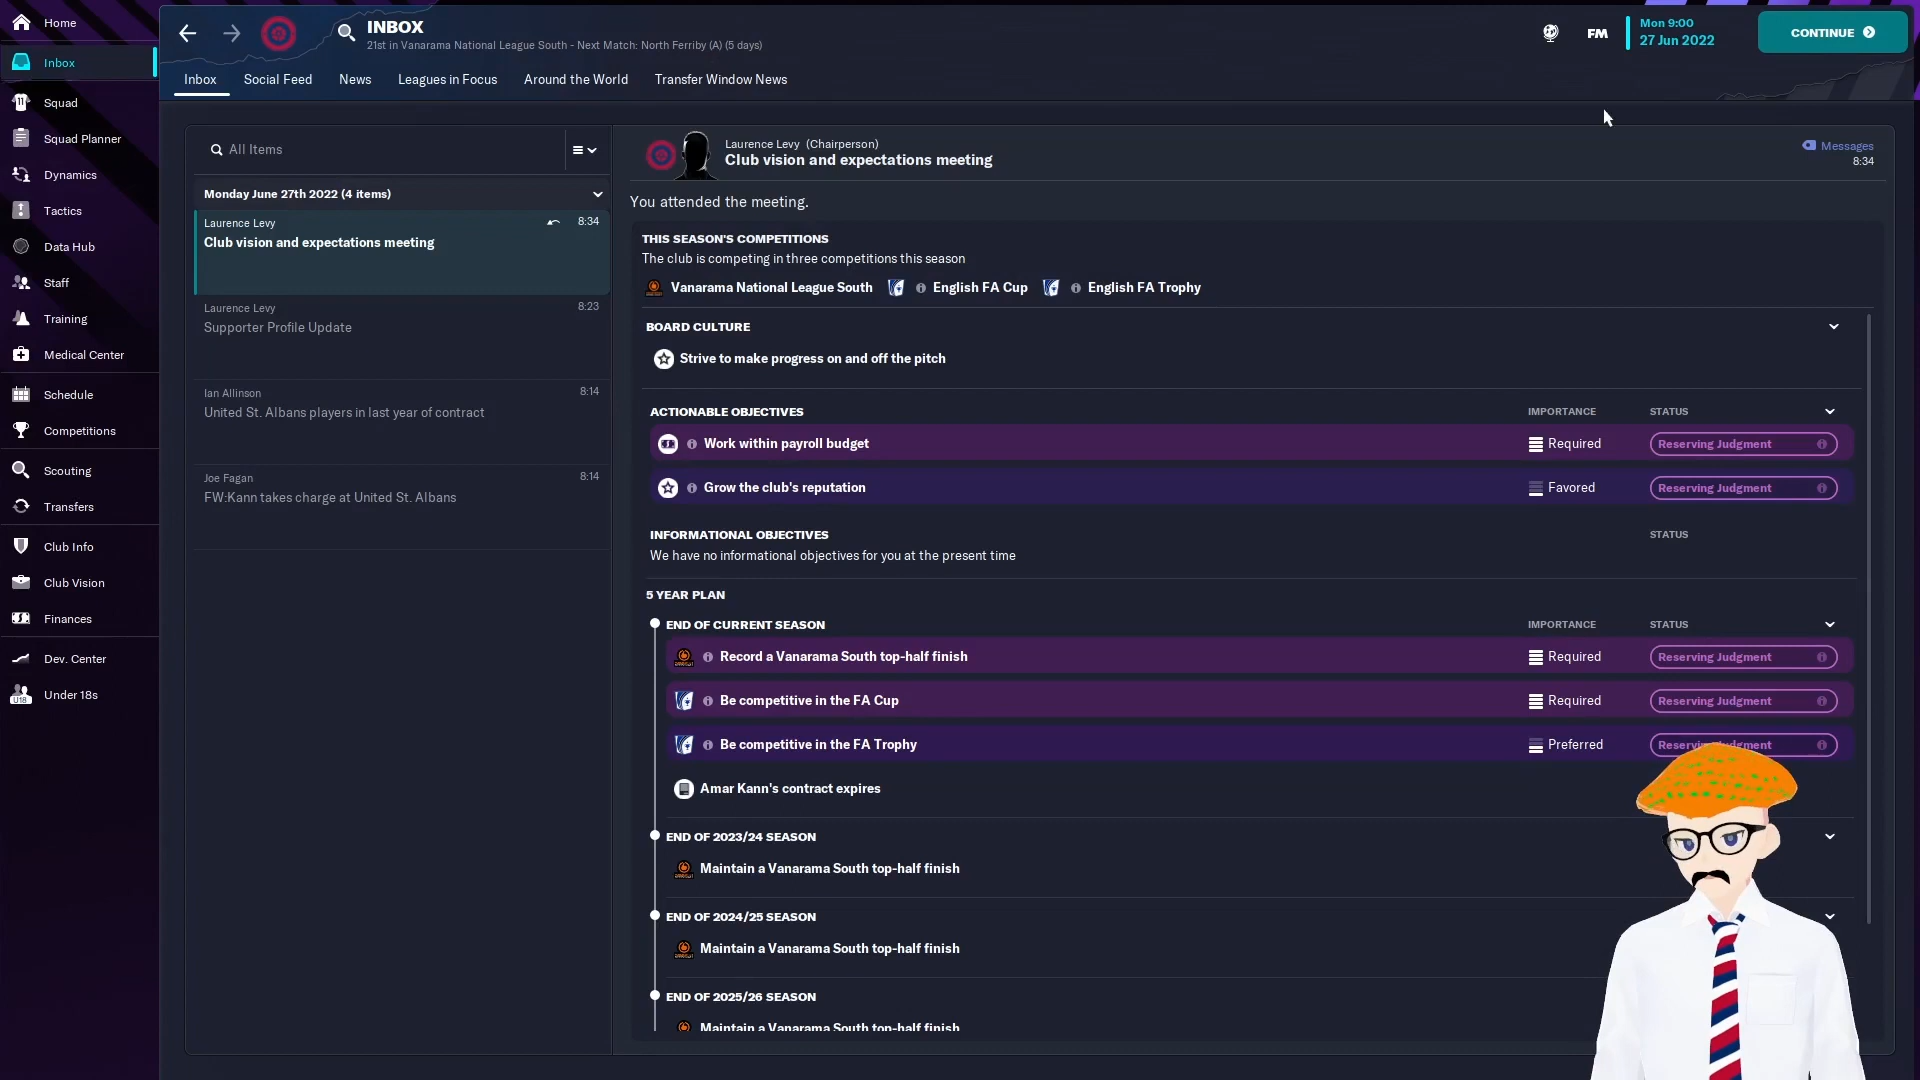 Home
Inbox
Squad
Squad Planner
Dynamics
Tactics
Data Hub
Staff
Training
Medical Center
Schedule
Competitions
Scouting
Transfers
Club Info
Club Vision
Finances
Dev. Center
U18
Under 18s
INBOX
21st in Vanarama National League South - Next Match: North Ferriby (A) (5 days)
FM
Mon 9:00
27 Jun 2022
CONTINUE
Inbox Social Feed News Leagues in Focus Around the World Transfer Window News
All Items
Monday June 27th 2022 (4 items)
Laurence Levy 8:34
Club vision and expectations meeting
Laurence Levy 8:23
Supporter Profile Update
Ian Allinson 8:14
United St. Albans players in last year of contract
Joe Fagan 8:14
FW:Kann takes charge at United St. Albans
Laurence Levy (Chairperson)
Club vision and expectations meeting
Messages
8:34
You attended the meeting.
THIS SEASON'S COMPETITIONS
The club is competing in three competitions this season
Vanarama National League South English FA Cup English FA Trophy
BOARD CULTURE
Strive to make progress on and off the pitch
ACTIONABLE OBJECTIVES IMPORTANCE STATUS
Work within payroll budget Required Reserving Judgment
Grow the club's reputation Favored Reserving Judgment
INFORMATIONAL OBJECTIVES STATUS
We have no informational objectives for you at the present time
5 YEAR PLAN
END OF CURRENT SEASON IMPORTANCE STATUS
Record a Vanarama South top-half finish Required Reserving Judgment
Be competitive in the FA Cup Required Reserving Judgment
Be competitive in the FA Trophy Preferred Reserving Judgment
Amar Kann's contract expires
END OF 2023/24 SEASON
Maintain a Vanarama South top-half finish
END OF 2024/25 SEASON
Maintain a Vanarama South top-half finish
END OF 2025/26 SEASON
Maintain a Vanarama South top-half finish